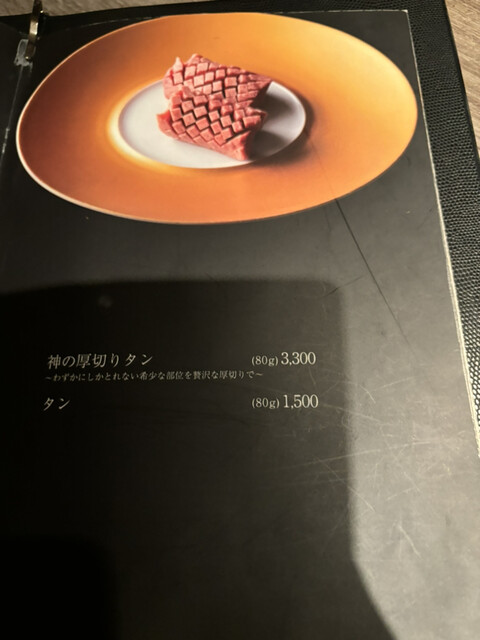 神の厚切りタン (80g) 3,300
～わずかにしかとれない希少な部位を贅沢な厚切りで～
タン (80g) 1,500